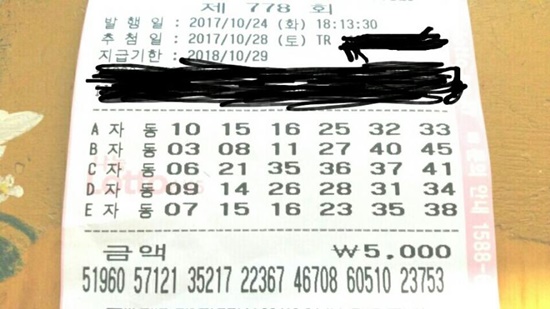 제 778 회
발 행 일 : 2017/10/24 (화) 18:13:30
추 첨 일 : 2017/10/28 (토) TR
지급기한 : 2018/10/29
A 자 동 10 15 16 25 32 33
B 자 동 03 08 11 27 40 45
C 자 동 06 21 35 36 37 41
D 자 동 09 14 26 28 31 34
E 자 동 07 15 16 23 35 38
금액 ₩5,000
51960 57121 35217 22367 46708 60510 23753